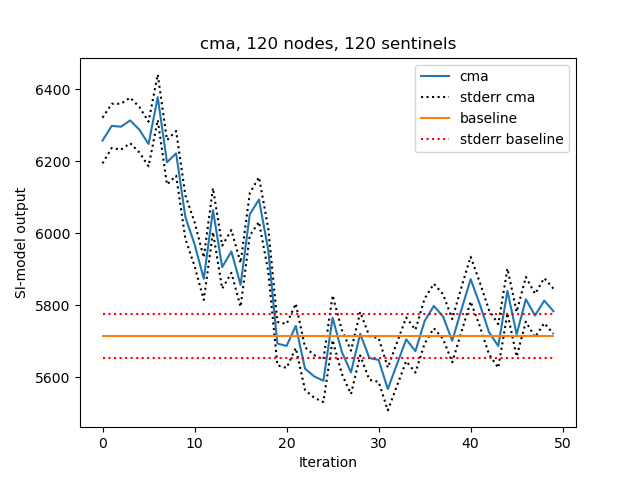 cma, 120 nodes, 120 sentinels
cma
stderr cma
baseline
stderr baseline
6400
6200
6000
5800
5600
SI-model output
0 10 20 30 40 50
Iteration